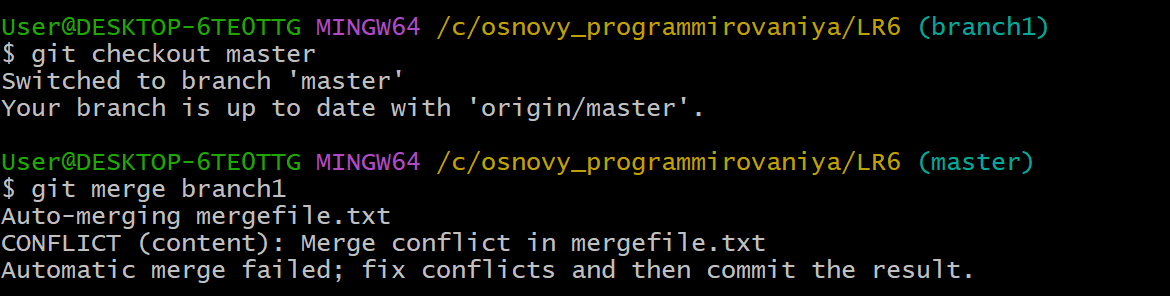 User@DESKTOP-6TE0TTG MINGW64 /c/osnovy_programmirovaniya/LR6 (branch1)
$ git checkout master
Switched to branch 'master'
Your branch is up to date with 'origin/master'.
User@DESKTOP-6TE0TTG MINGW64 /c/osnovy_programmirovaniya/LR6 (master)
$ git merge branch1
Auto-merging mergefile.txt
CONFLICT (content): Merge conflict in mergefile.txt
Automatic merge failed; fix conflicts and then commit the result.